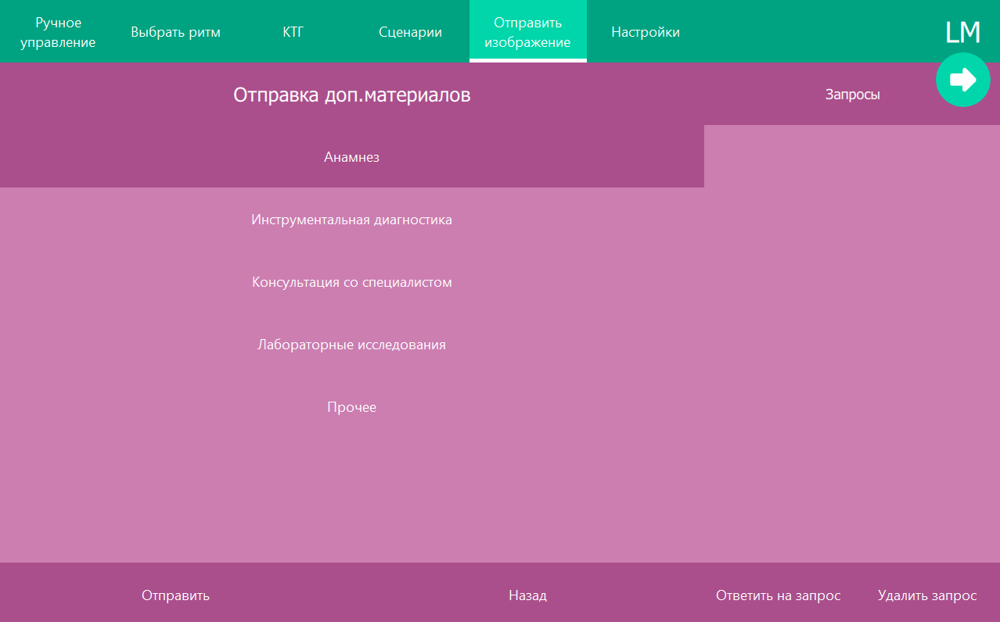 Ручное
управление
Выбрать ритм
КТГ
Сценарии
Отправить
изображение
Настройки
LM
Отправка доп.материалов
Запросы
Анамнез
Инструментальная диагностика
Консультация со специалистом
Лабораторные исследования
Прочее
Отправить
Назад
Ответить на запрос
Удалить запрос